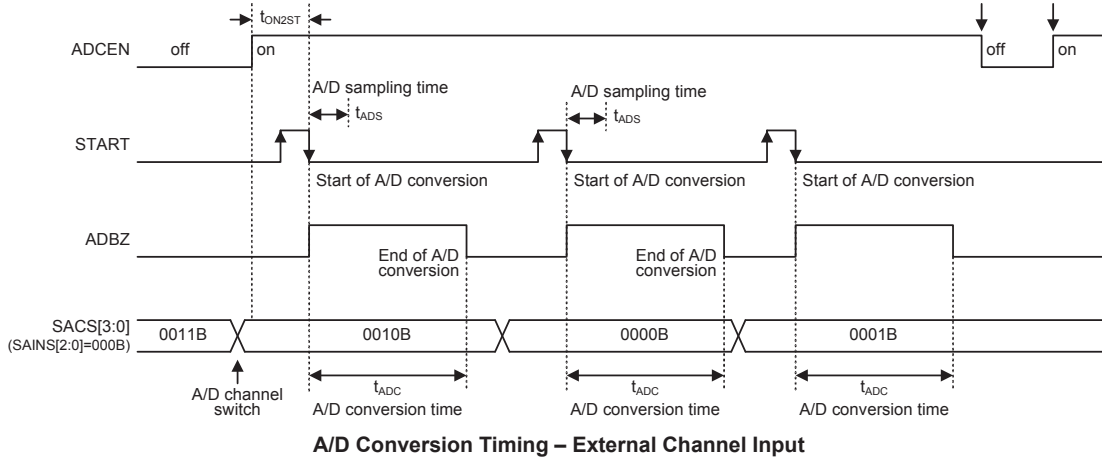 tON2ST
ADCEN
off
on
off
on
A/D sampling time
tADS
A/D sampling time
tADS
START
Start of A/D conversion
Start of A/D conversion
Start of A/D conversion
ADBZ
End of A/D
conversion
End of A/D
conversion
SACS[3:0]
(SAINS[2:0]=000B)
0011B
0010B
0000B
0001B
A/D channel
switch
tADC
A/D conversion time
tADC
A/D conversion time
tADC
A/D conversion time
A/D Conversion Timing – External Channel Input